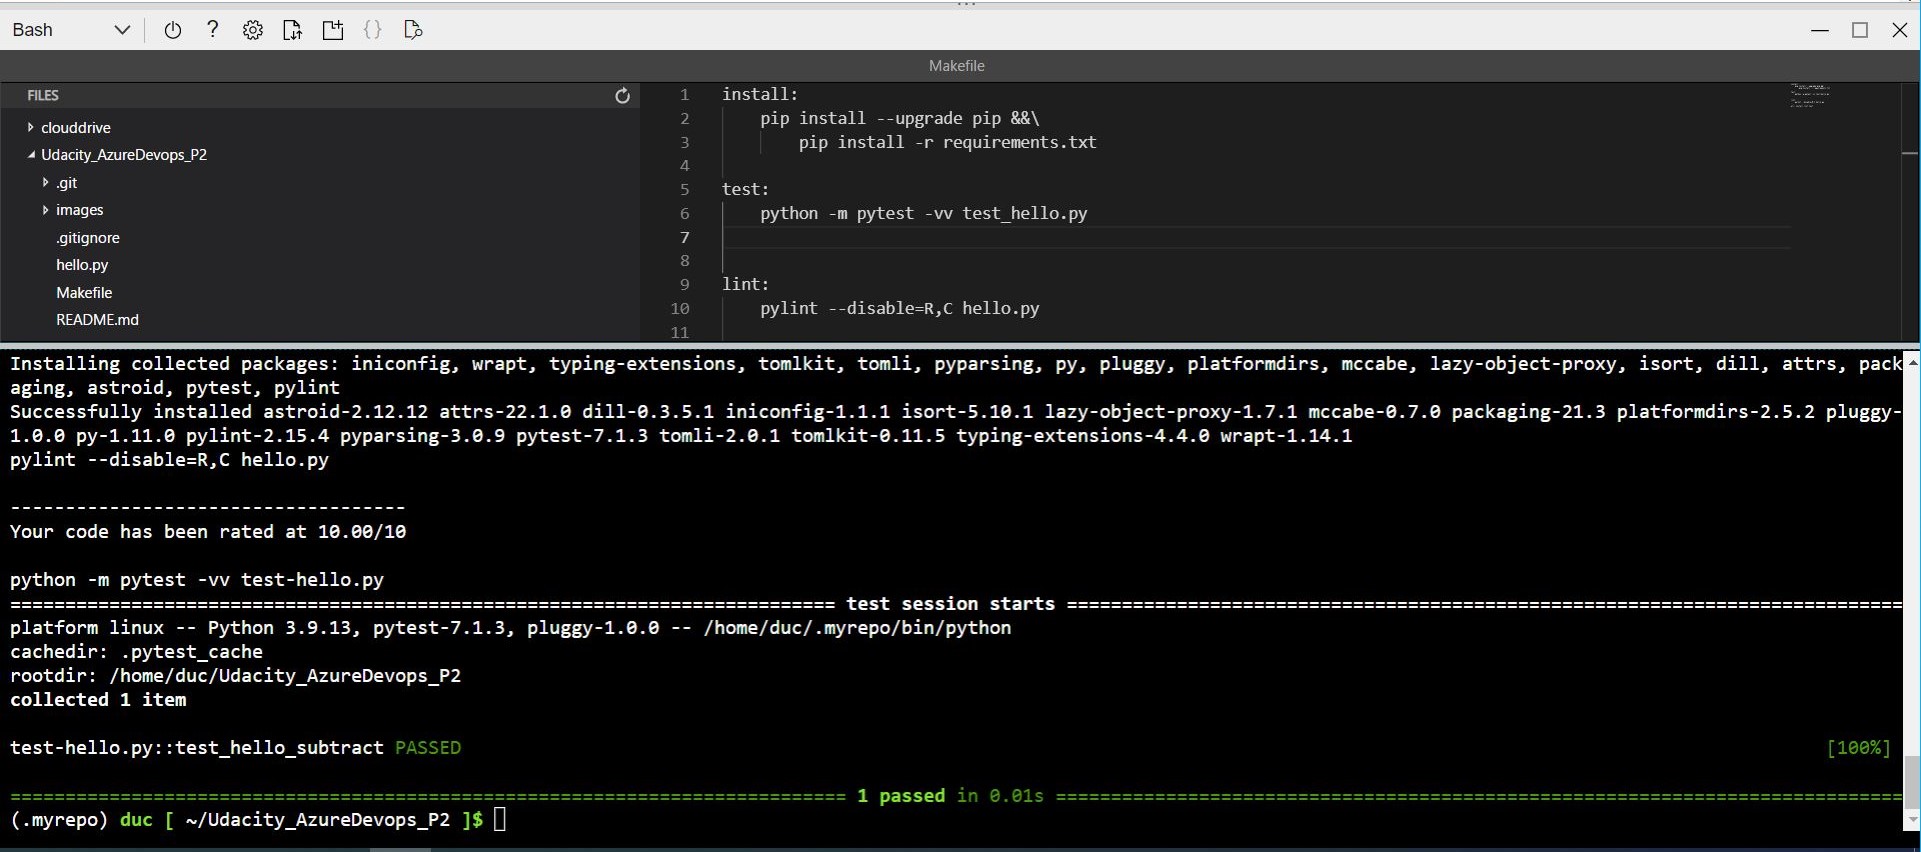 Bash
Makefile
FILES
clouddrive
Udacity_AzureDevops_P2
.git
images
.gitignore
hello.py
Makefile
README.md
1 install:
2 pip install --upgrade pip &&\
3 pip install -r requirements.txt
4
5 test:
6 python -m pytest -vv test_hello.py
7
8
9 lint:
10 pylint --disable=R,C hello.py
11
Installing collected packages: iniconfig, wrapt, typing-extensions, tomlkit, tomli, pyparsing, py, pluggy, platformdirs, mccabe, lazy-object-proxy, isort, dill, attrs, pack
aging, astroid, pytest, pylint
Successfully installed astroid-2.12.12 attrs-22.1.0 dill-0.3.5.1 iniconfig-1.1.1 isort-5.10.1 lazy-object-proxy-1.7.1 mccabe-0.7.0 packaging-21.3 platformdirs-2.5.2 pluggy-
1.0.0 py-1.11.0 pylint-2.15.4 pyparsing-3.0.9 pytest-7.1.3 tomli-2.0.1 tomlkit-0.11.5 typing-extensions-4.4.0 wrapt-1.14.1
pylint --disable=R,C hello.py
------------------------------------
Your code has been rated at 10.00/10
python -m pytest -vv test-hello.py
=========================================================================== test session starts ============================================================================
platform linux -- Python 3.9.13, pytest-7.1.3, pluggy-1.0.0 -- /home/duc/.myrepo/bin/python
cachedir: .pytest_cache
rootdir: /home/duc/Udacity_AzureDevops_P2
collected 1 item
test-hello.py::test_hello_subtract PASSED [100%]
============================================================================ 1 passed in 0.01s =============================================================================
(.myrepo) duc [ ~/Udacity_AzureDevops_P2 ]$